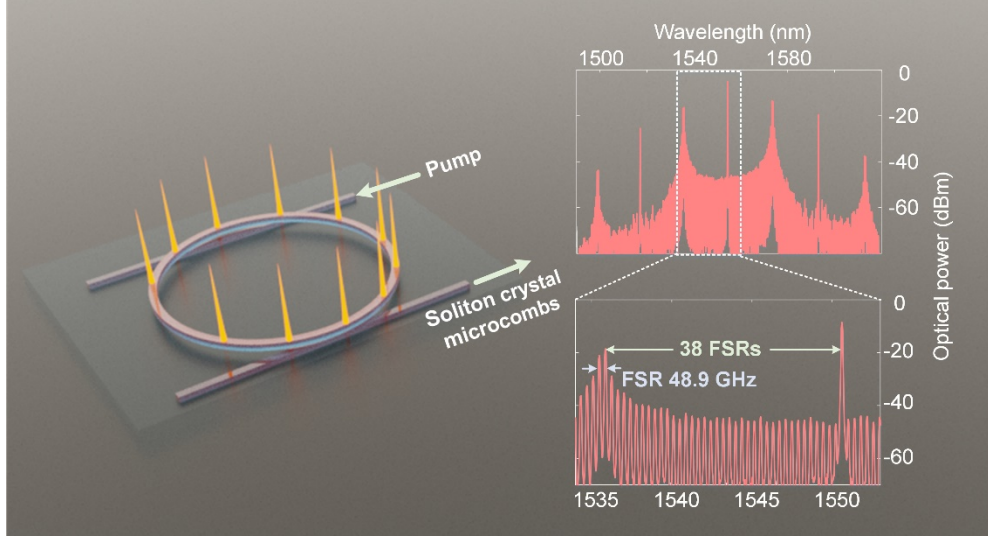 Pump
Soliton crystal
microcombs
Wavelength (nm)
1500 1540 1580
0
-20
-40
-60
Optical power (dBm)
0
-20
-40
-60
38 FSRs
FSR 48.9 GHz
1535 1540 1545 1550